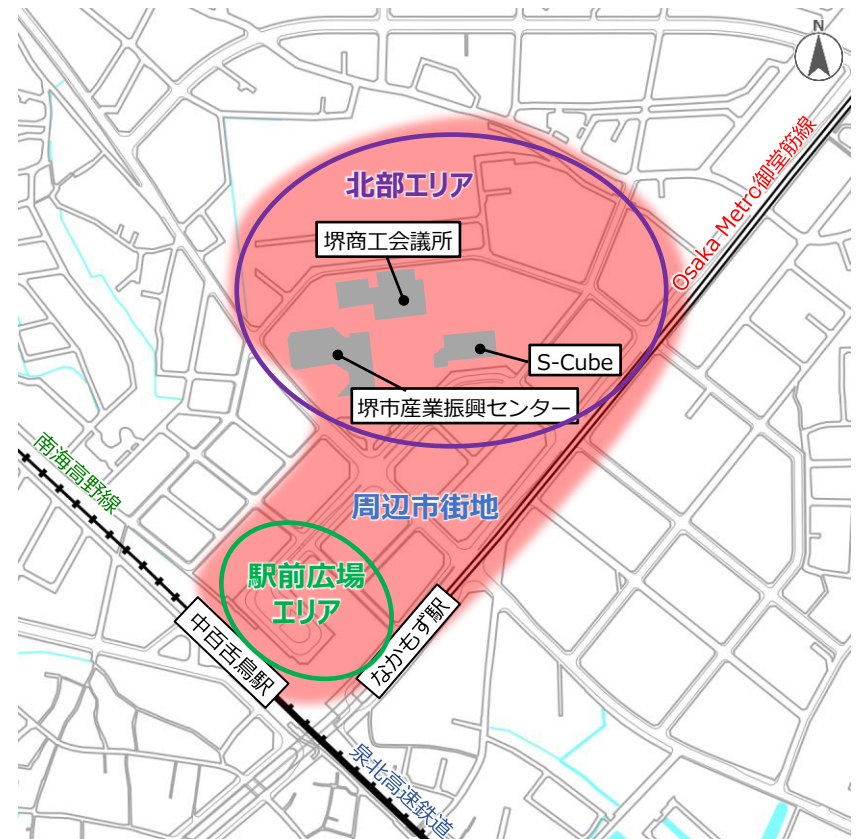 N
北部エリア
堺商工会議所
Osaka Metro御堂筋線
S-Cube
堺市産業振興センター
南海高野線
周辺市街地
駅前広場
エリア
中百舌鳥駅
なかもず駅
泉北高速鉄道